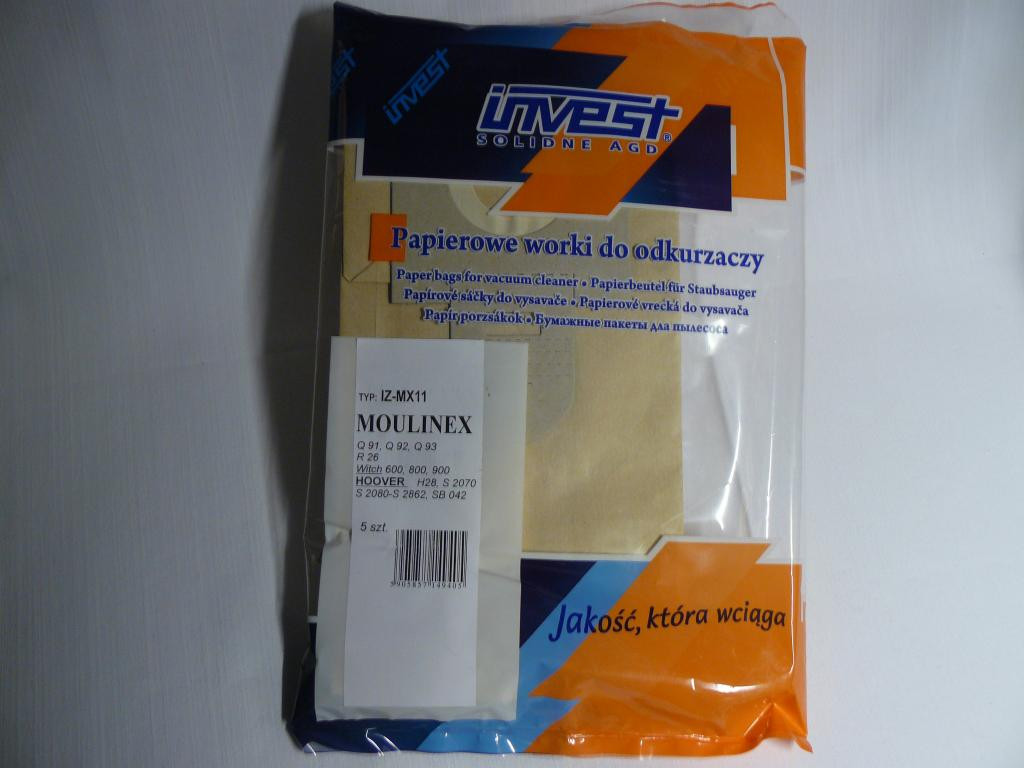 invest
invest
invest®
SOLIDNE AGD
Papierowe worki do odkurzaczy
Paper bags for vacuum cleaner • Papierbeutel für Staubsauger
Papírové sáčky do vysavače • Papierové vrecká do vysavača
Papír porzsákok • Бумажные пакеты для пылесоса
TYP: IZ-MX11
MOULINEX
Q 91, Q 92, Q 93
R 26
Witch 600, 800, 900
HOOVER H28, S 2070
S 2080-S 2862, SB 042
5 szt.
5905857149405
Jakość, która wciąga